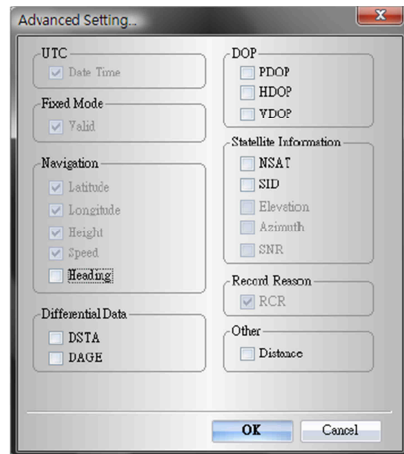 Advanced Setting...
UTC
Date Time
Fixed Mode
Valid
Navigation
Latitude
Longitude
Height
Speed
Heading
Differential Data
DSTA
DAGE
DOP
PDOP
HDOP
VDOP
Satellite Information
NSAT
SID
Elevation
Azimuth
SNR
Record Reason
RCR
Other
Distance
OK
Cancel